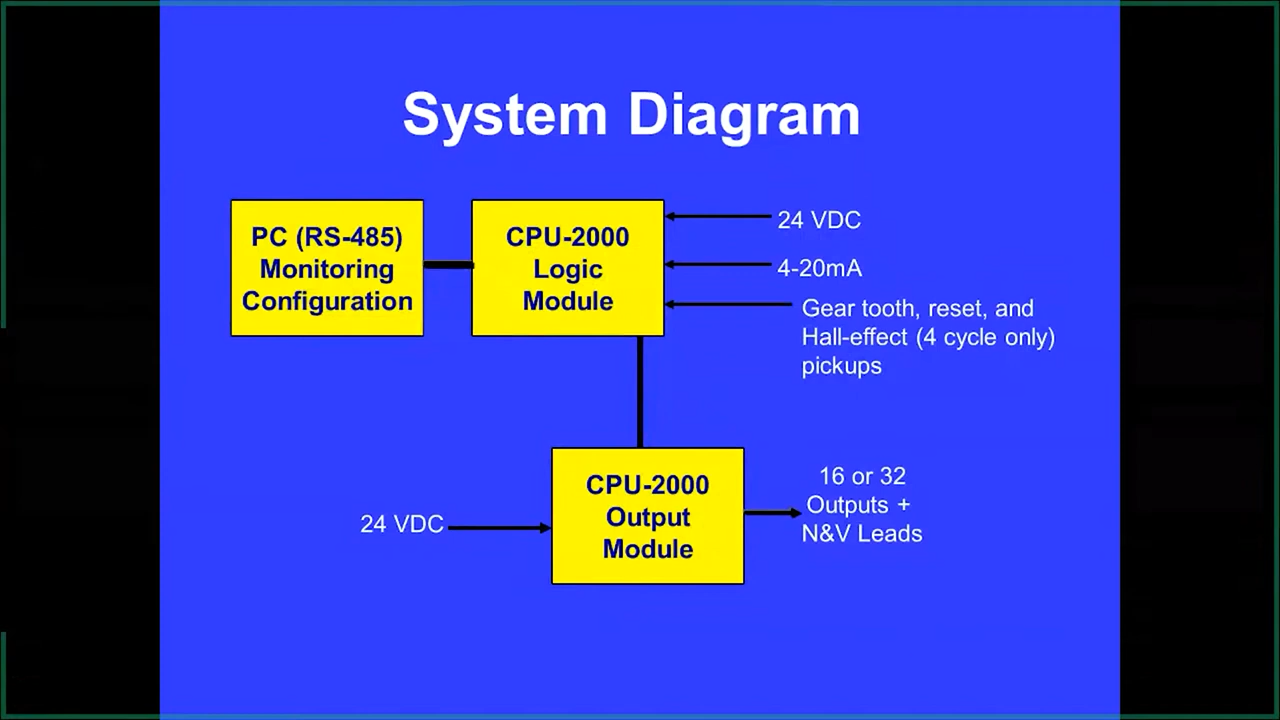 System Diagram
PC (RS-485)
Monitoring
Configuration
CPU-2000
Logic
Module
24 VDC
4-20mA
Gear tooth, reset, and
Hall-effect (4 cycle only)
pickups
24 VDC
CPU-2000
Output
Module
16 or 32
Outputs +
N&V Leads